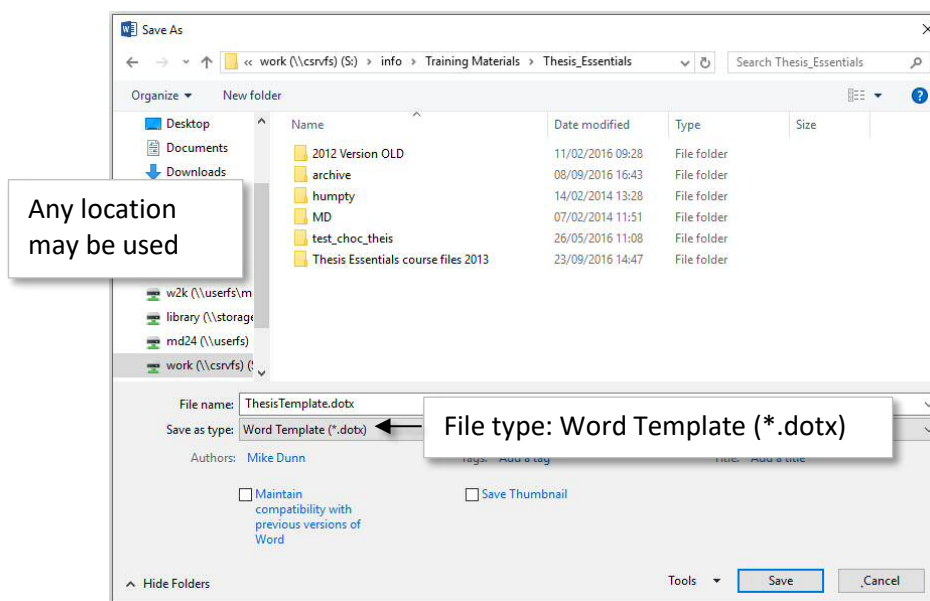 Save As
« work (\\csrvfs) (S:) › info › Training Materials › Thesis_Essentials
Search Thesis_Essentials
Organize
New folder
Desktop
Documents
Downloads
Name
Date modified
Type
Size
2012 Version OLD 11/02/2016 09:28 File folder
archive 08/09/2016 16:43 File folder
humpty 14/02/2014 13:28 File folder
MD 07/02/2014 11:51 File folder
test_choc_theis 26/05/2016 11:08 File folder
Thesis Essentials course files 2013 23/09/2016 14:47 File folder
Any location
may be used
w2k (\\userfs\m
library (\\storage
md24 (\\userfs)
work (\\csrvfs) (S
File name: ThesisTemplate.dotx
Save as type: Word Template (*.dotx)
File type: Word Template (*.dotx)
Authors: Mike Dunn
Tags: Add a tag
Title: Add a title
Maintain
compatibility with
previous versions of
Word
Save Thumbnail
Hide Folders
Tools
Save
Cancel